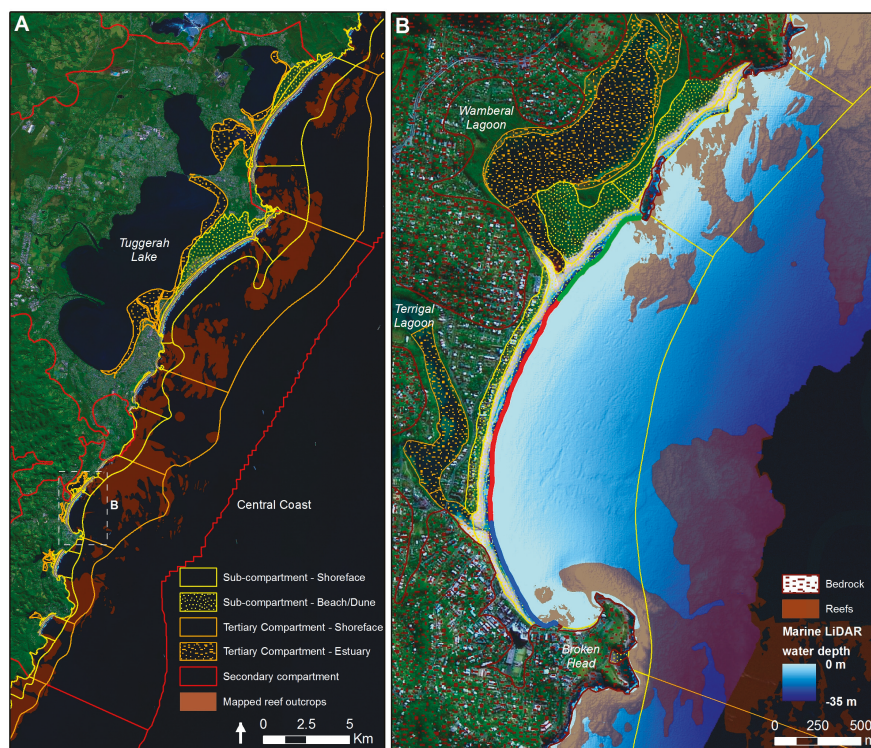 A
Tuggerah
Lake
B
Central Coast
Sub-compartment - Shoreface
Sub-compartment - Beach/Dune
Tertiary Compartment - Shoreface
Tertiary Compartment - Estuary
Secondary compartment
Mapped reef outcrops
0 2.5 5
Km
B
Wamberal
Lagoon
Terrigal
Lagoon
Broken
Head
Bedrock
Reefs
Marine LiDAR
water depth
0 m
-35 m
0 250 500
m